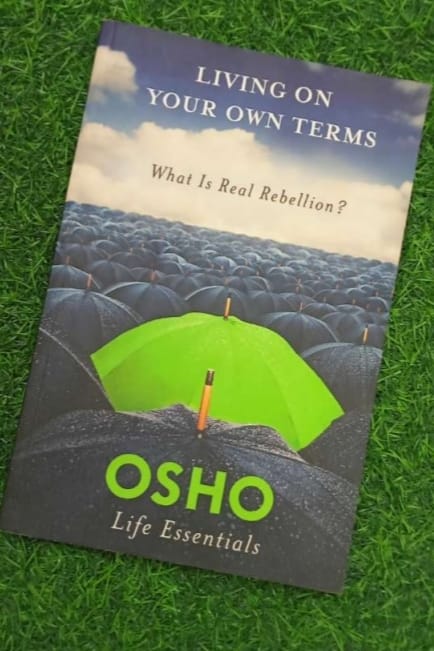 LIVING ON
YOUR OWN TERMS
What Is Real Rebellion?
OSHO
Life Essentials